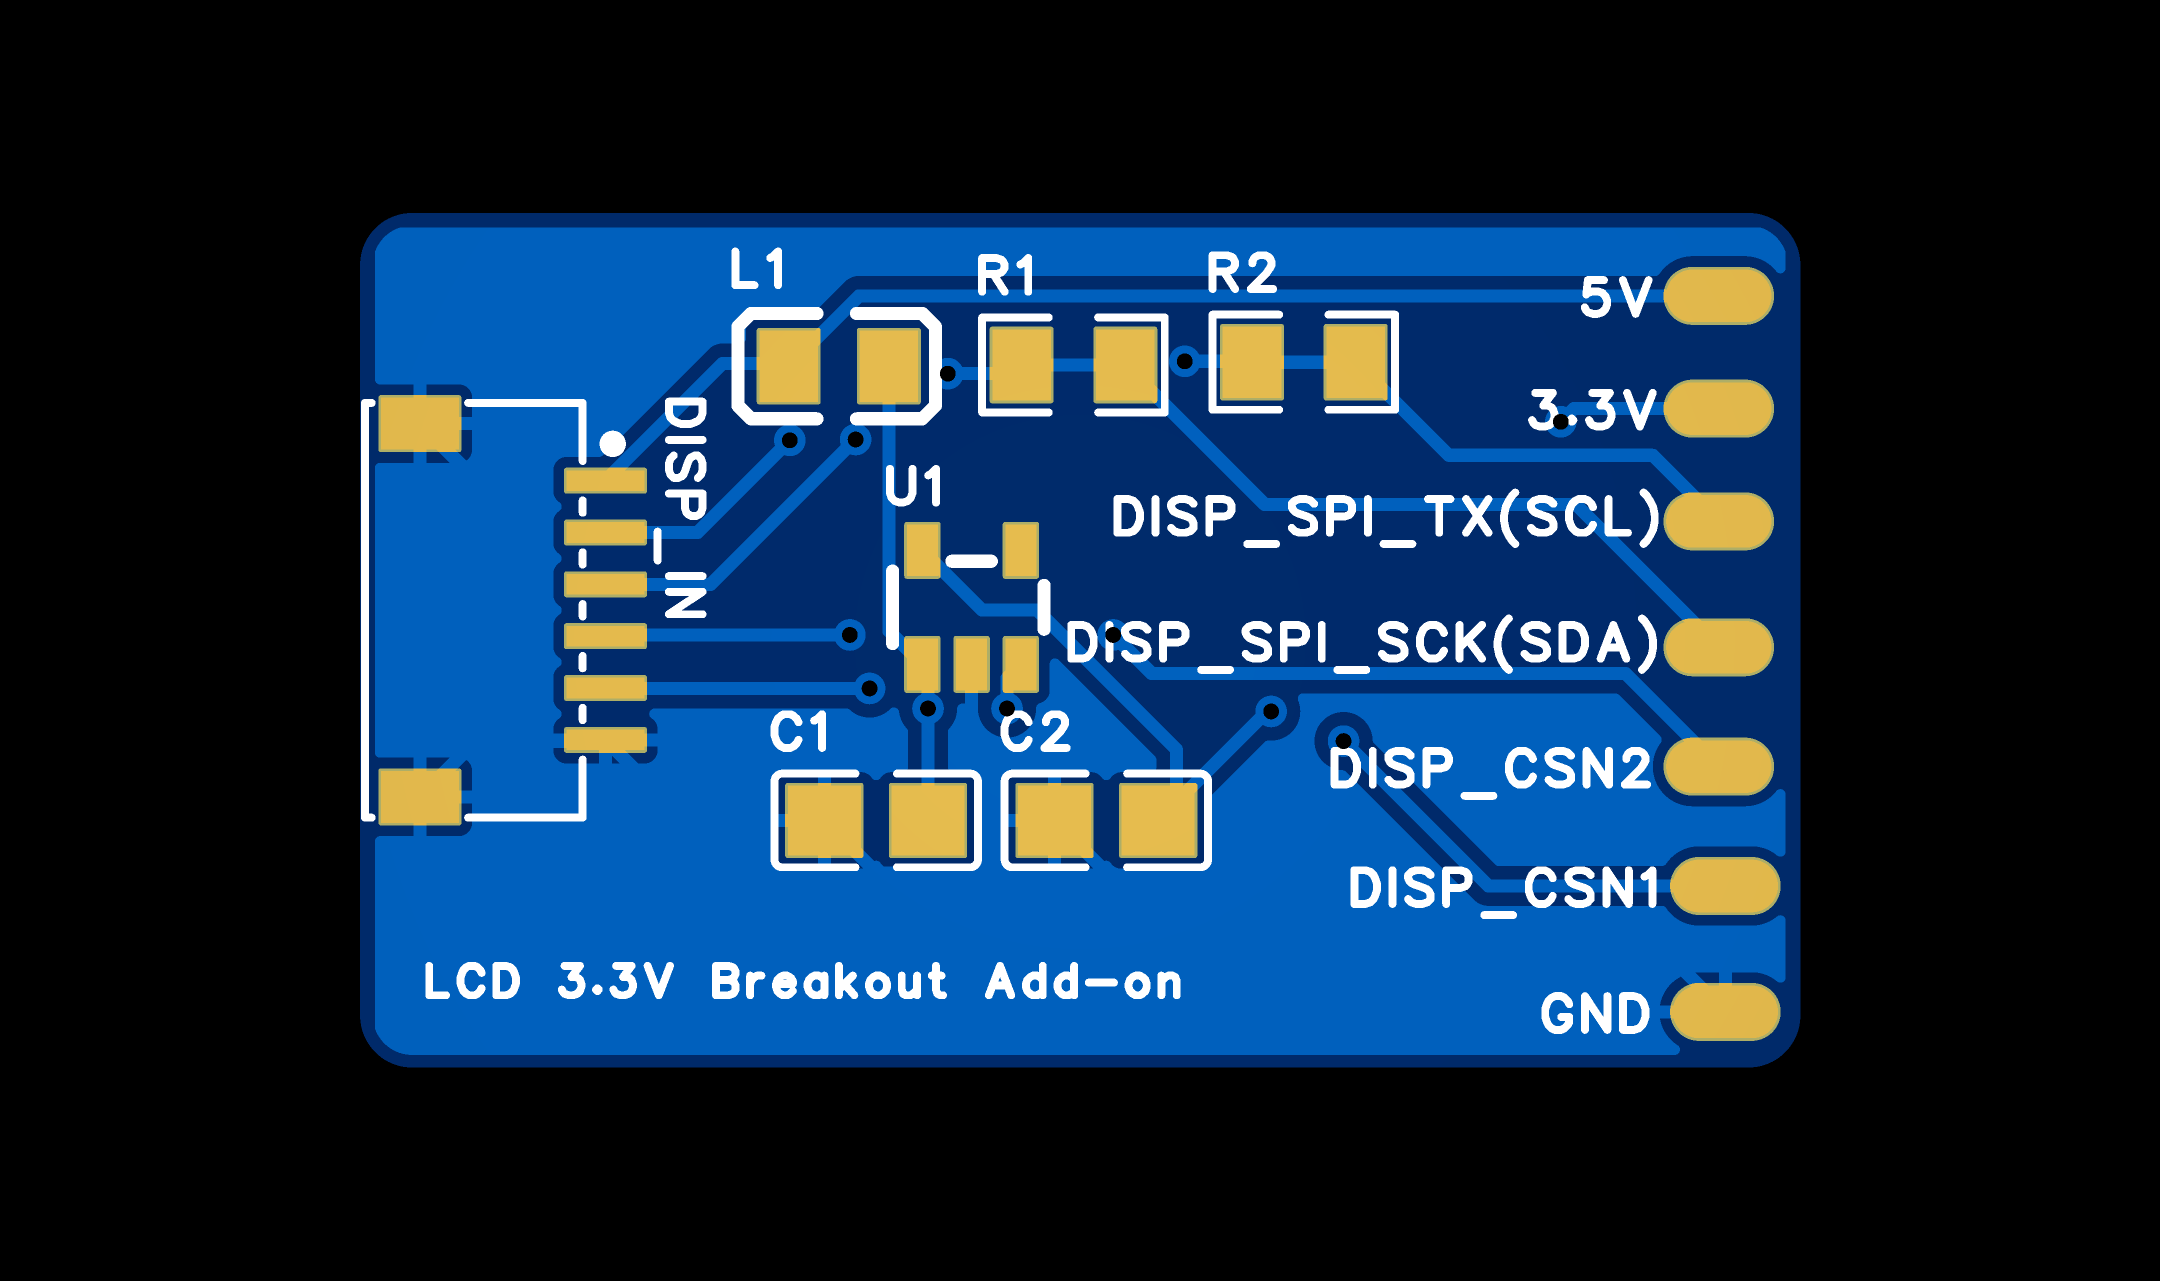 L1
R1
R2
5V
3.3V
DISP_IN
U1
DISP_SPI_TX(SCL)
DISP_SPI_SCK(SDA)
C1
C2
DISP_CSN2
DISP_CSN1
LCD 3.3V Breakout Add-on
GND